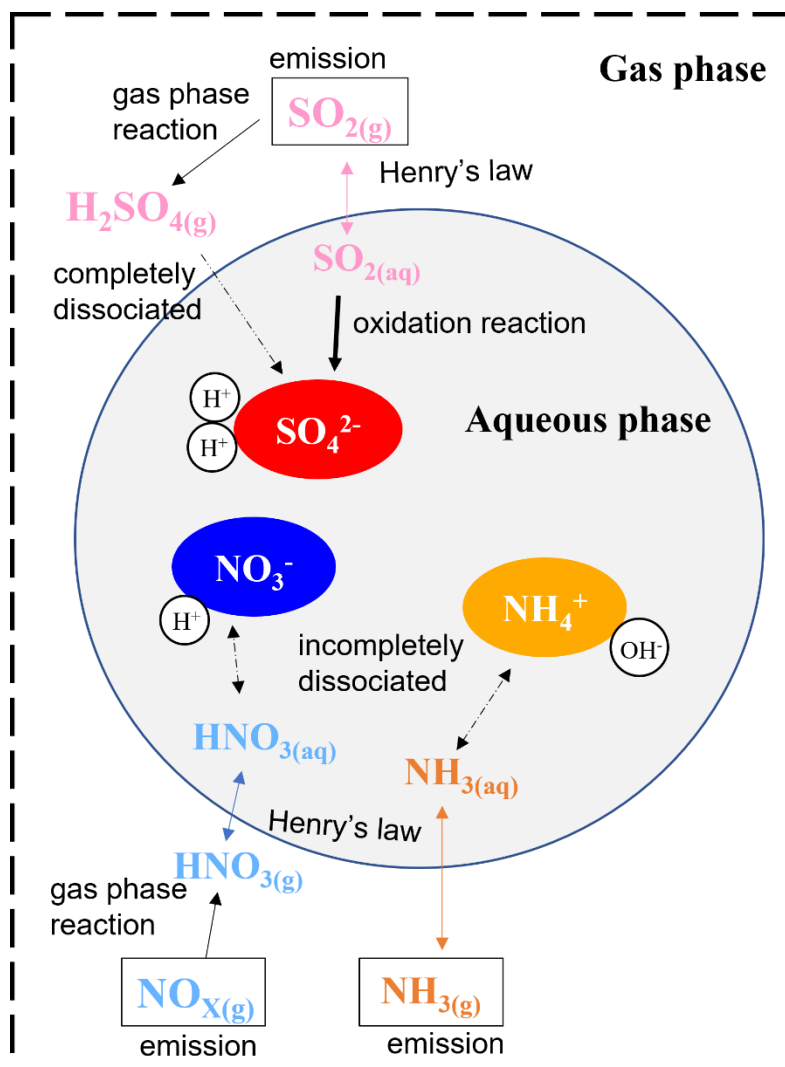 emission
Gas phase
gas phase
reaction
SO₂₍g₎
Henry's law
H₂SO₄₍g₎
SO₂₍aq₎
completely
dissociated
oxidation reaction
H⁺
H⁺
SO₄²⁻
Aqueous phase
NO₃⁻
H⁺
NH₄⁺
OH⁻
incompletely
dissociated
HNO₃₍aq₎
NH₃₍aq₎
Henry's law
HNO₃₍g₎
gas phase
reaction
NOX₍g₎
NH₃₍g₎
emission
emission